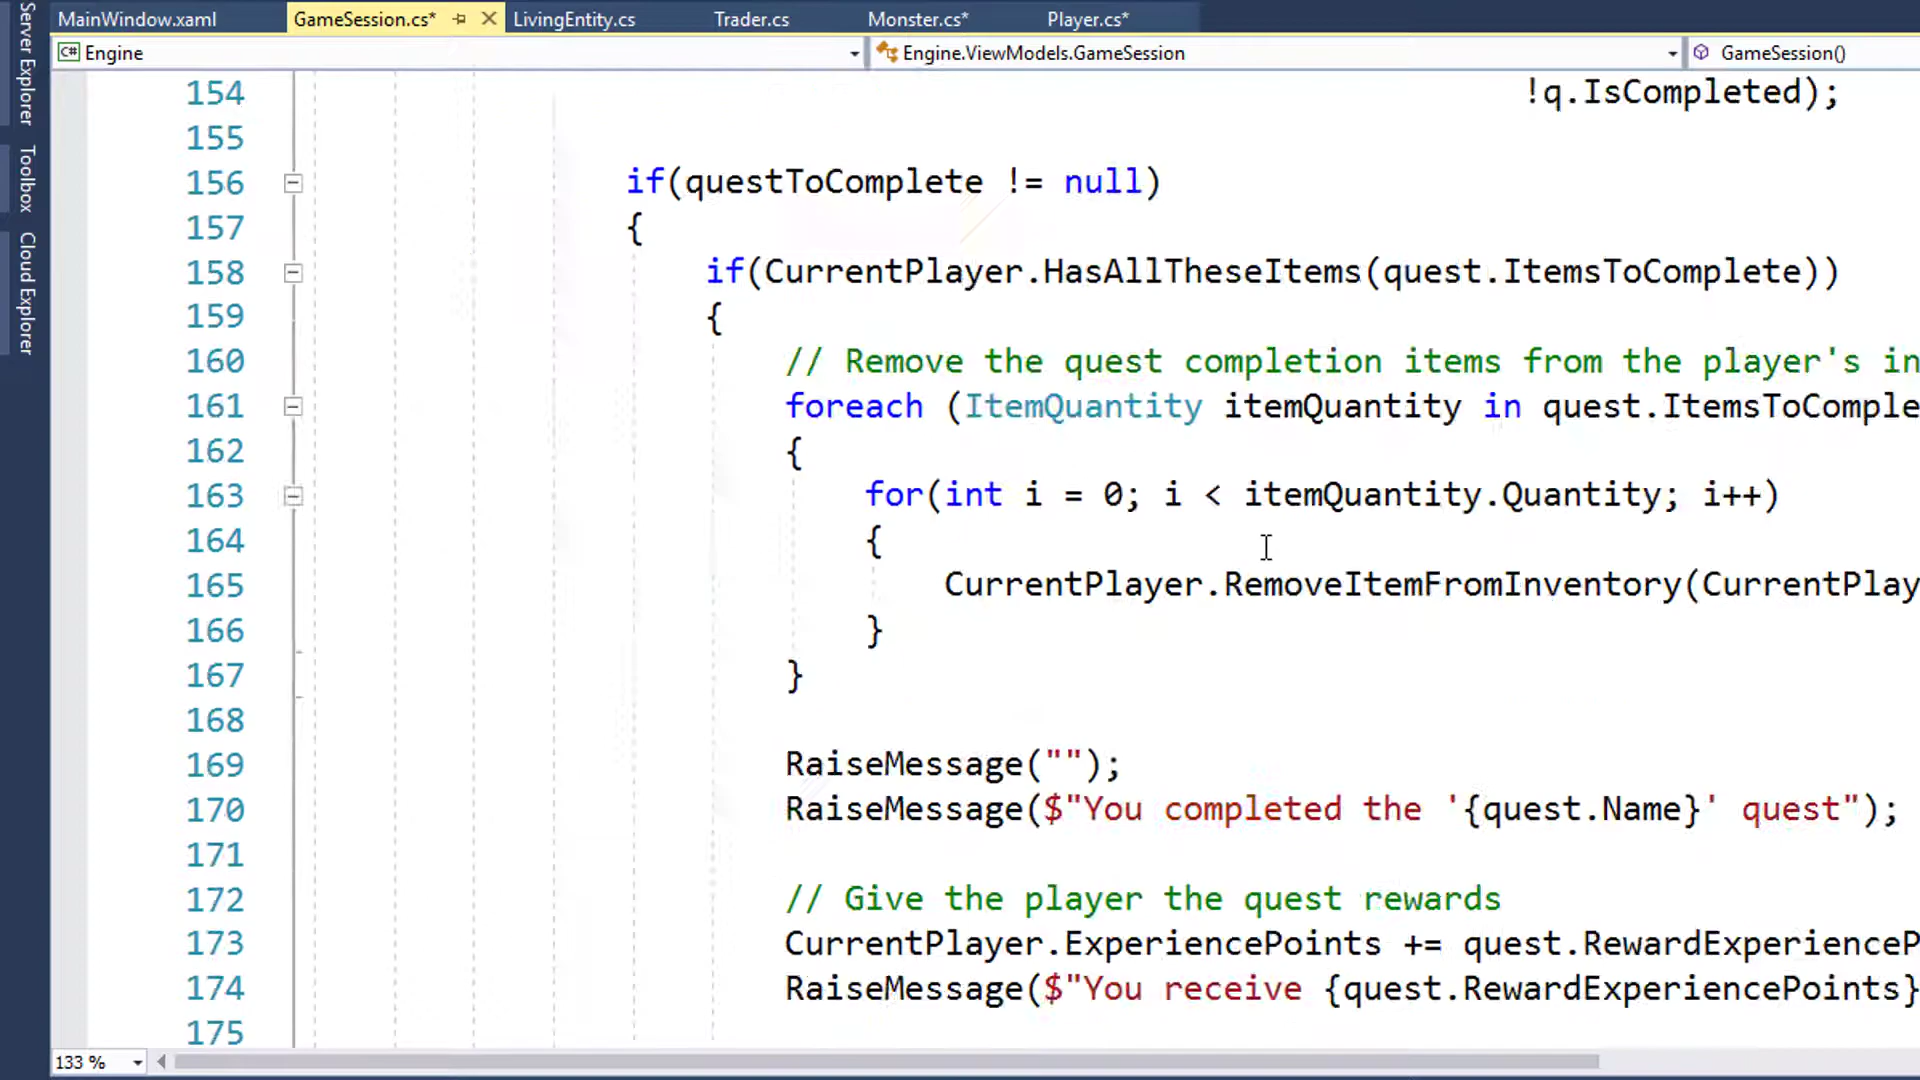 MainWindow.xaml GameSession.cs* LivingEntity.cs Trader.cs Monster.cs* Player.cs*
C# Engine Engine.ViewModels.GameSession GameSession()
Server Explorer
Toolbox
Cloud Explorer
154 !q.IsCompleted);
155
156 if(questToComplete != null)
157 {
158 if(CurrentPlayer.HasAllTheseItems(quest.ItemsToComplete))
159 {
160 // Remove the quest completion items from the player's in
161 foreach (ItemQuantity itemQuantity in quest.ItemsToComple
162 {
163 for(int i = 0; i < itemQuantity.Quantity; i++)
164 {
165 CurrentPlayer.RemoveItemFromInventory(CurrentPlay
166 }
167 }
168
169 RaiseMessage("");
170 RaiseMessage($"You completed the '{quest.Name}' quest");
171
172 // Give the player the quest rewards
173 CurrentPlayer.ExperiencePoints += quest.RewardExperienceP
174 RaiseMessage($"You receive {quest.RewardExperiencePoints}
175
133 %